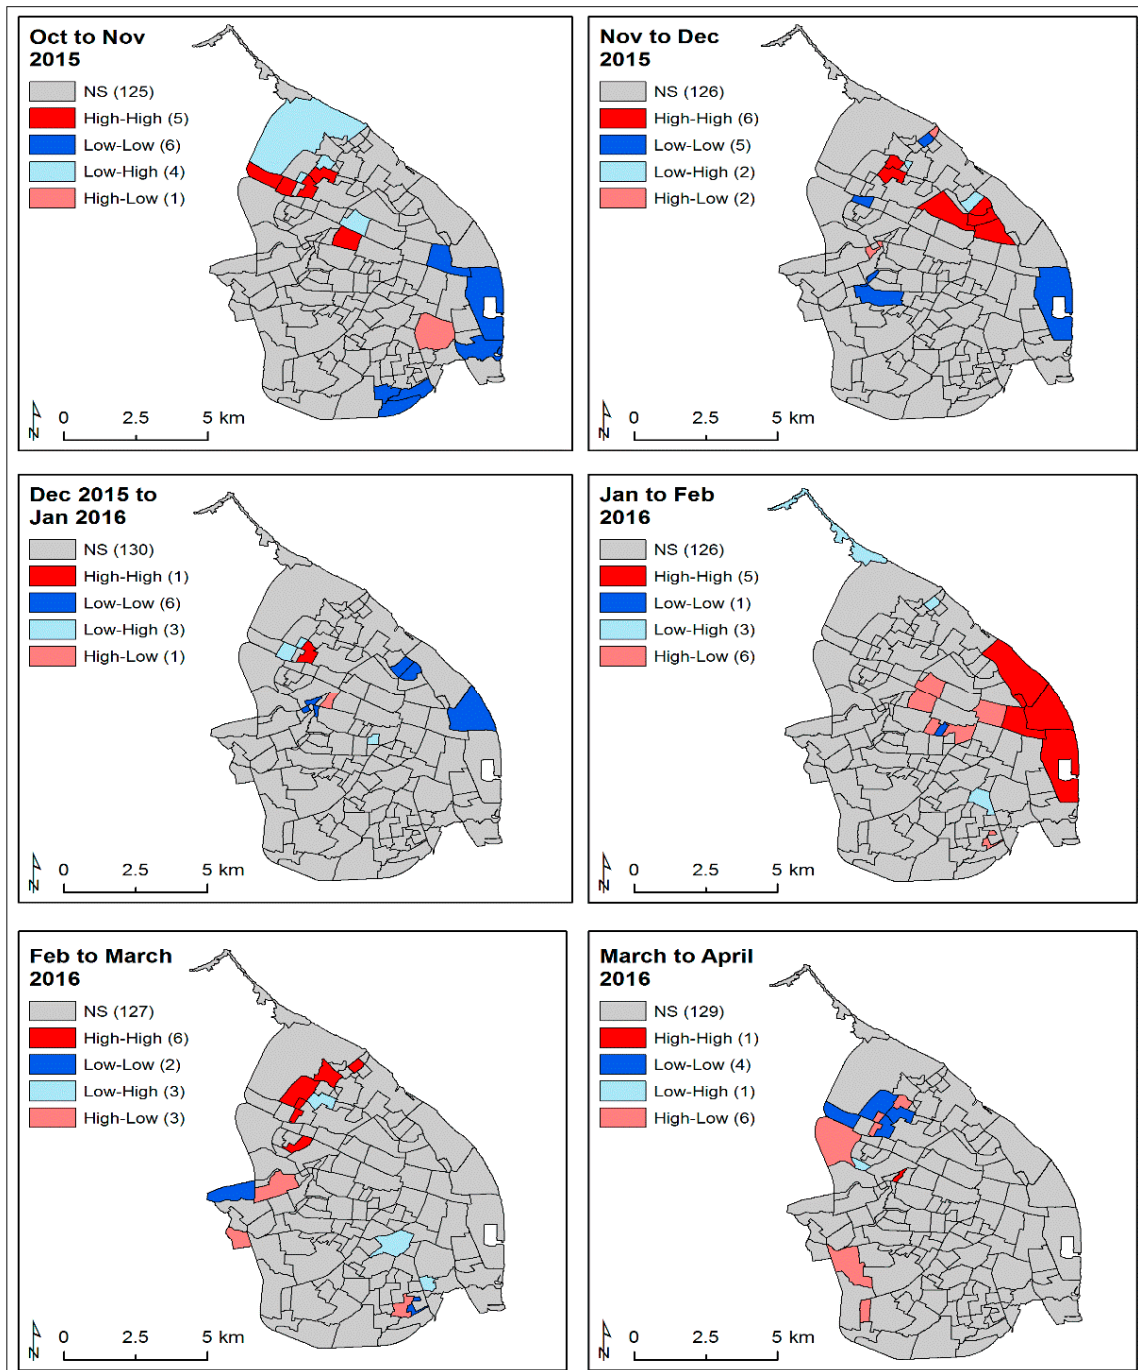 Oct to Nov
2015
NS (125)
High-High (5)
Low-Low (6)
Low-High (4)
High-Low (1)
0 2.5 5 km
N
Nov to Dec
2015
NS (126)
High-High (6)
Low-Low (5)
Low-High (2)
High-Low (2)
0 2.5 5 km
N
Dec 2015 to
Jan 2016
NS (130)
High-High (1)
Low-Low (6)
Low-High (3)
High-Low (1)
0 2.5 5 km
N
Jan to Feb
2016
NS (126)
High-High (5)
Low-Low (1)
Low-High (3)
High-Low (6)
0 2.5 5 km
N
Feb to March
2016
NS (127)
High-High (6)
Low-Low (2)
Low-High (3)
High-Low (3)
0 2.5 5 km
N
March to April
2016
NS (129)
High-High (1)
Low-Low (4)
Low-High (1)
High-Low (6)
0 2.5 5 km
N